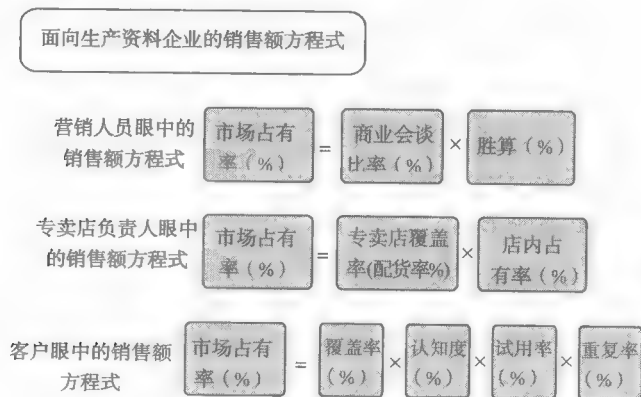 面向生产资料企业的销售额方程式
营销人员眼中的
销售额方程式
市场占有
率（%）
=
商业会谈
比率（%）
×
胜算（%）
专卖店负责人眼中
的销售额方程式
市场占有
率（%）
=
专卖店覆盖
率(配货率%)
×
店内占
有率（%）
客户眼中的销售额
方程式
市场占有
率（%）
=
覆盖率
（%）
×
认知度
（%）
×
试用率
（%）
×
重复率
（%）